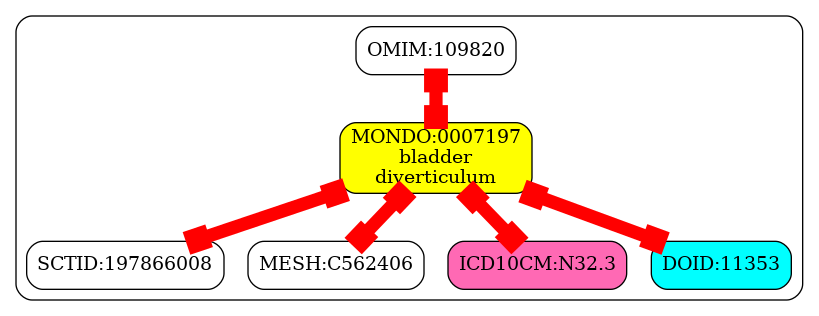 OMIM:109820
MONDO:0007197
bladder
diverticulum
SCTID:197866008
MESH:C562406
ICD10CM:N32.3
DOID:11353